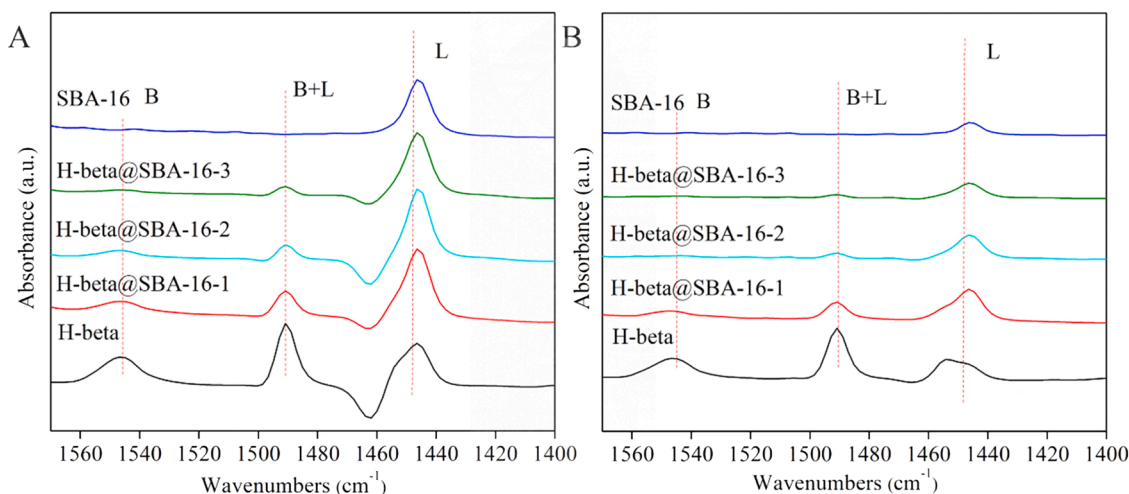 A
L
B+L
SBA-16 B
H-beta@SBA-16-3
H-beta@SBA-16-2
H-beta@SBA-16-1
H-beta
Absorbance (a.u.)
1560 1540 1520 1500 1480 1460 1440 1420 1400
Wavenumbers (cm⁻¹)
B
L
B+L
SBA-16 B
H-beta@SBA-16-3
H-beta@SBA-16-2
H-beta@SBA-16-1
H-beta
Absorbance (a.u.)
1560 1540 1520 1500 1480 1460 1440 1420 1400
Wavenumbers (cm⁻¹)